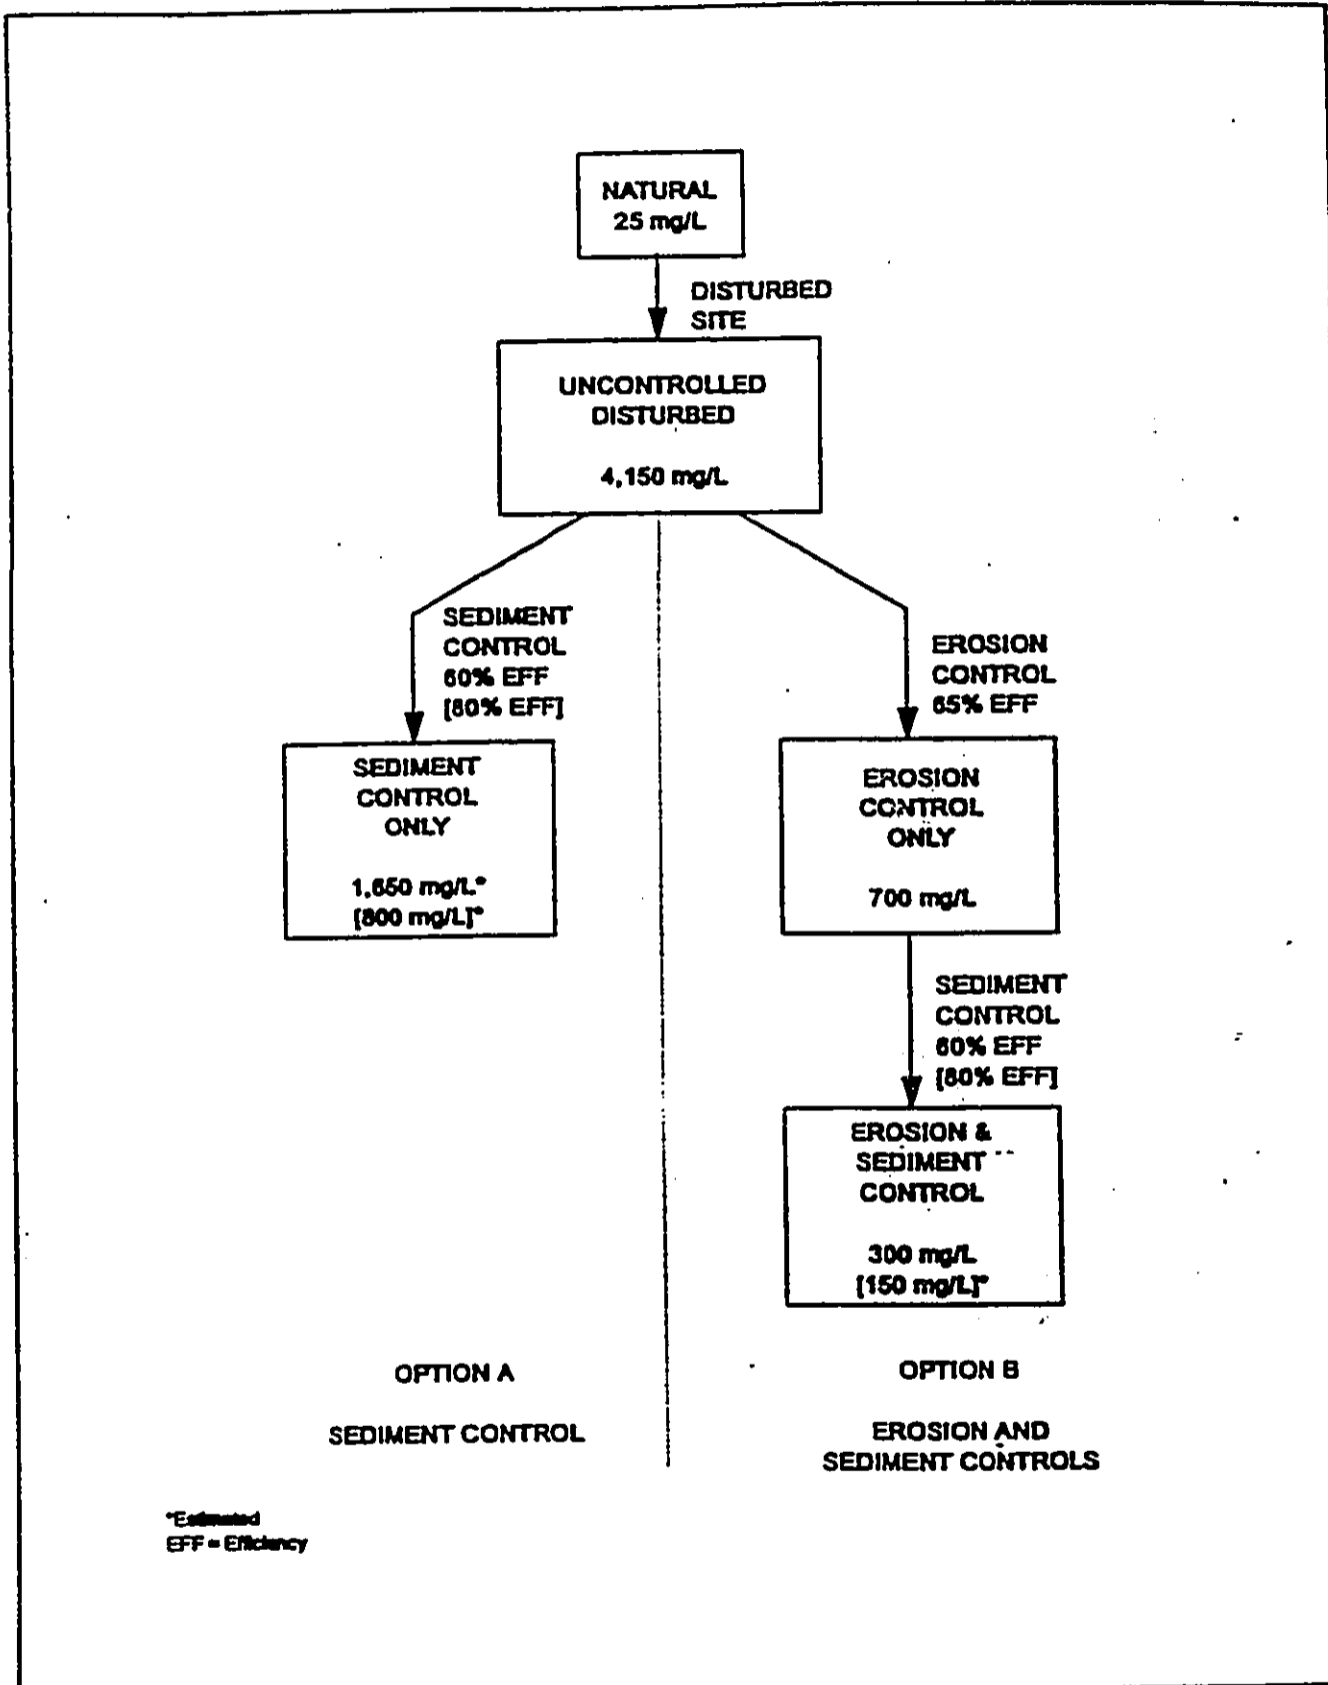 NATURAL
25 mg/L
DISTURBED
SITE
UNCONTROLLED
DISTURBED
4,150 mg/L
SEDIMENT
CONTROL
60% EFF
[80% EFF]
SEDIMENT
CONTROL
ONLY
1,650 mg/L*
[800 mg/L]*
EROSION
CONTROL
85% EFF
EROSION
CONTROL
ONLY
700 mg/L
SEDIMENT
CONTROL
60% EFF
[80% EFF]
EROSION &
SEDIMENT
CONTROL
300 mg/L
[150 mg/L]*
OPTION A
SEDIMENT CONTROL
OPTION B
EROSION AND
SEDIMENT CONTROLS
*Estimated
EFF = Efficiency